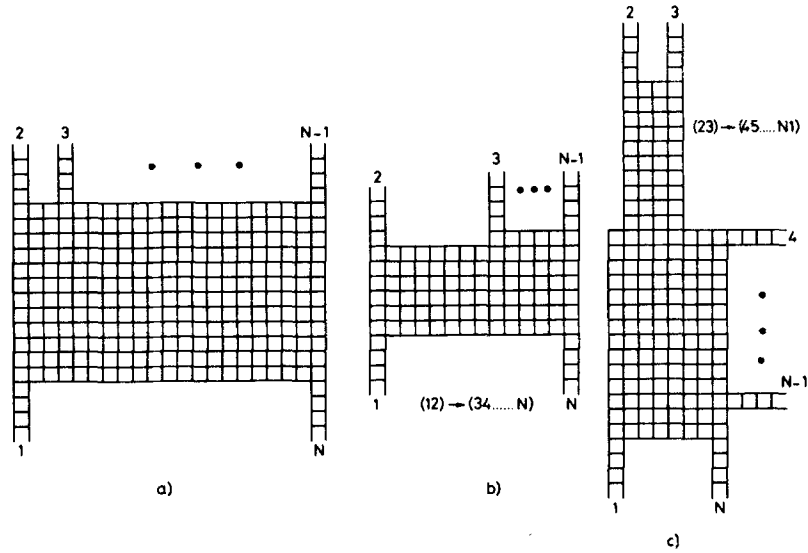 2 3 N-1
1 N
a)
2 3 N-1
1 N
(12) → (34.....N)
b)
2 3
(23) → (45.....N1)
4
N-1
1 N
c)